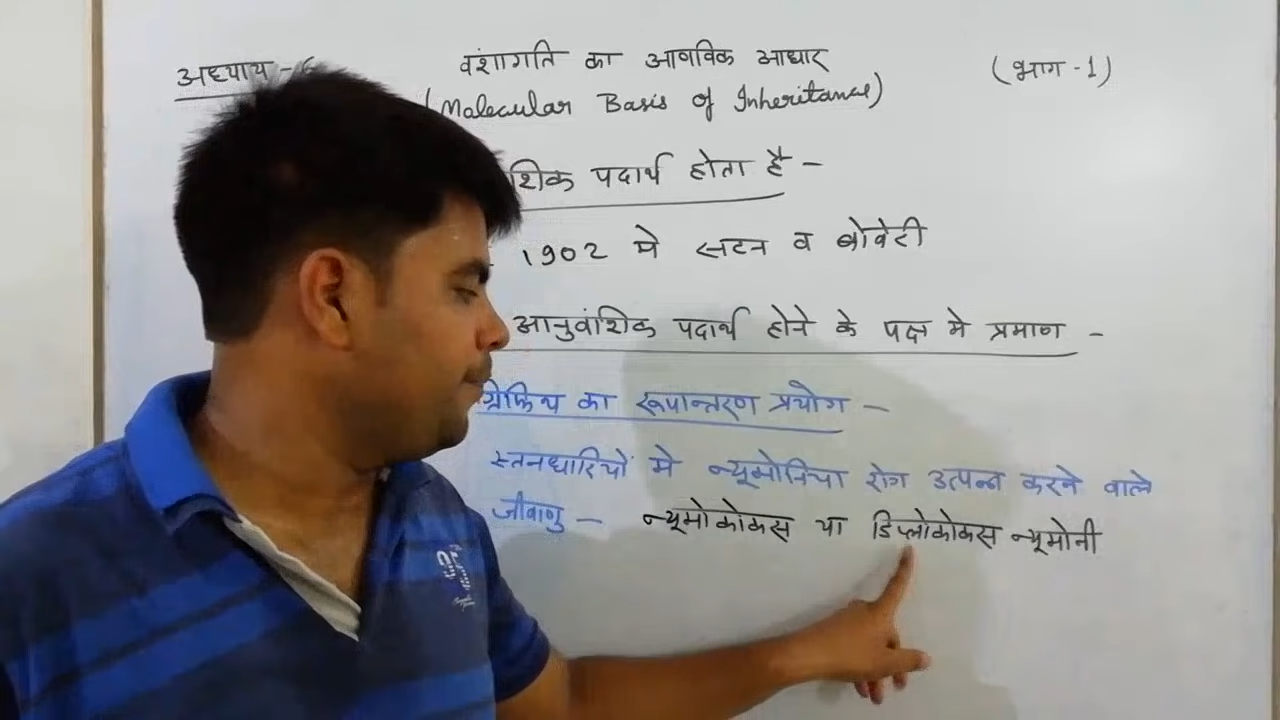 अध्याय - 6 वंशागति का आणविक आधार (भाग - 1)
(Molecular Basis of Inheritance)
पदार्थ होता है -
1902 मे सटन व बोवेरी
आनुवांशिक पदार्थ होने के पक्ष मे प्रमाण -
ग्रेफिथ का रूपान्तरण प्रयोग -
स्तनधारियों मे न्यूमोनिया रोग उत्पन्न करने वाले
जीवाणु - न्यूमोकोकस या डिप्लोकोकस न्यूमोनी